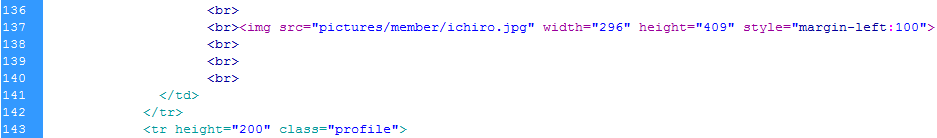 136 <br>
137 <br><img src="pictures/member/ichiro.jpg" width="296" height="409" style="margin-left:100">
138 <br>
139 <br>
140 <br>
141 </td>
142 </tr>
143 <tr height="200" class="profile">